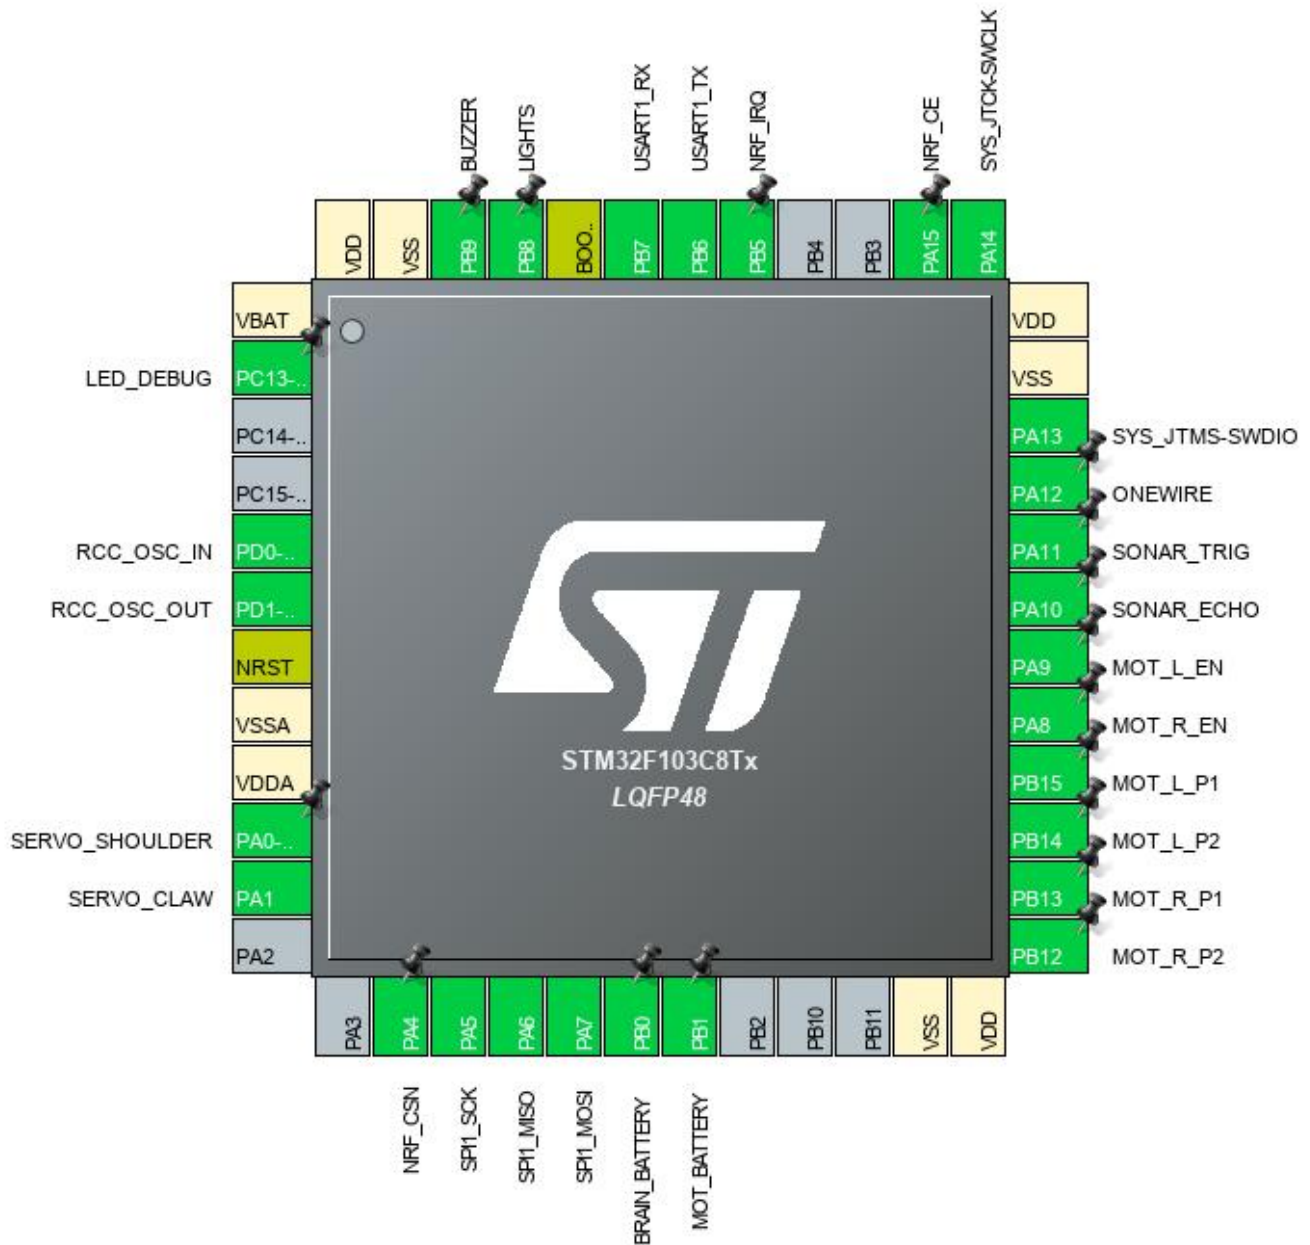 BUZZER
LIGHTS
USART1_RX
USART1_TX
NRF_IRQ
NRF_CE
SYS_JTCK-SWCLK
VDD
VSS
PB9
PB8
BOO..
PB7
PB6
PB5
PB4
PB3
PA15
PA14
VBAT
LED_DEBUG PC13-..
PC14-..
PC15-..
RCC_OSC_IN PD0-..
RCC_OSC_OUT PD1-..
NRST
VSSA
VDDA
SERVO_SHOULDER PA0-..
SERVO_CLAW PA1
PA2
VDD
VSS
PA13 SYS_JTMS-SWDIO
PA12 ONEWIRE
PA11 SONAR_TRIG
PA10 SONAR_ECHO
PA9 MOT_L_EN
PA8 MOT_R_EN
PB15 MOT_L_P1
PB14 MOT_L_P2
PB13 MOT_R_P1
PB12 MOT_R_P2
ST
STM32F103C8Tx
LQFP48
PA3
PA4
PA5
PA6
PA7
PB0
PB1
PB2
PB10
PB11
VSS
VDD
NRF_CSN
SPI1_SCK
SPI1_MISO
SPI1_MOSI
BRAIN_BATTERY
MOT_BATTERY